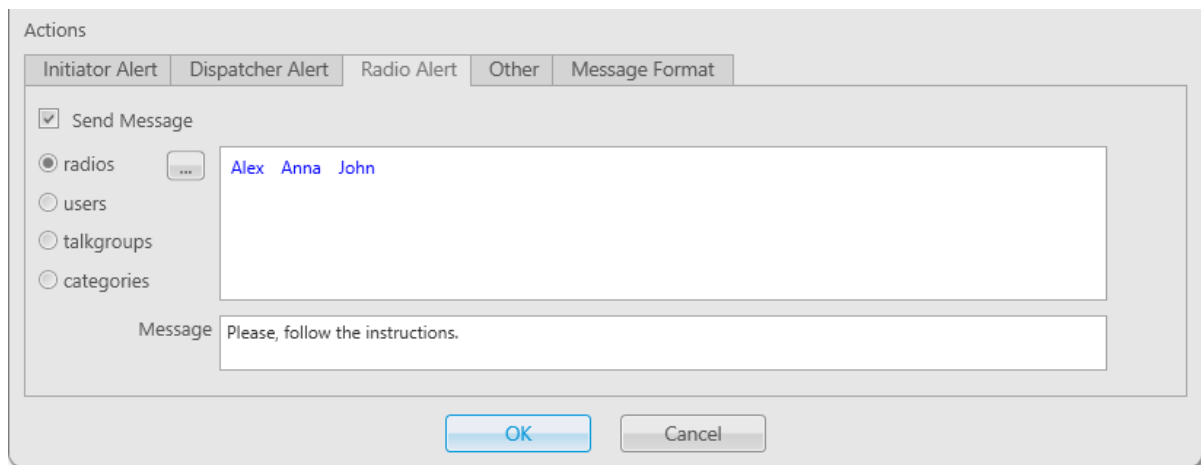 Actions
Initiator Alert Dispatcher Alert Radio Alert Other Message Format
Send Message
radios ... Alex Anna John
users
talkgroups
categories
Message Please, follow the instructions.
OK Cancel